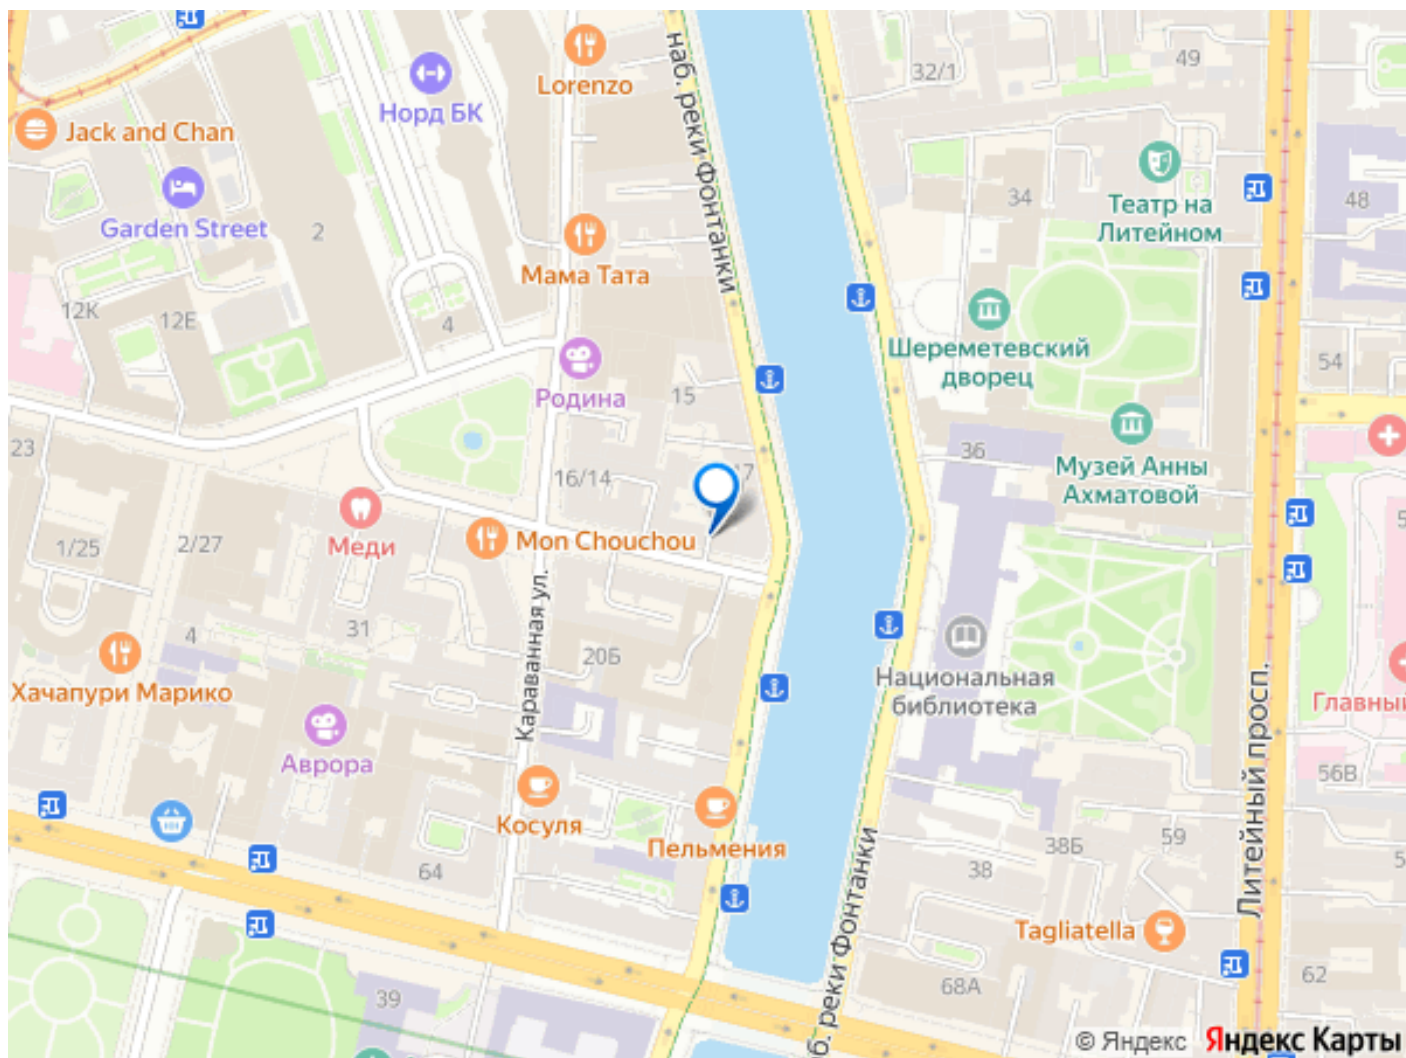 Lorenzo
наб. реки Фонтанки
49
32/1
Норд БК
Jack and Chan
Театр на
Литейном
34
48
Garden Street
2
Мама Тата
12К
12Е
4
Шереметевский
дворец
54
Родина
15
23
16/14
17
36
Музей Анны
Ахматовой
Меди
Mon Chouchou
1/25
2/27
Караванная ул.
31
4
20Б
Хачапури Марико
Национальная
библиотека
Литейный просп.
Главный
Аврора
56В
Косуля
Пельмения
59
38Б
38
64
реки Фонтанки
Tagliatella
68А
62
39
© Яндекс Яндекс Карты